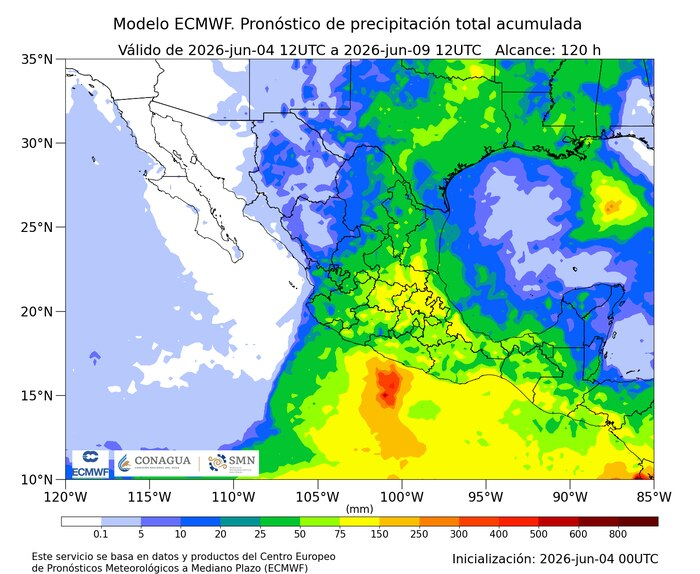 Modelo ECMWF. Pronóstico de precipitación total acumulada
Válido de 2026-jun-04 12UTC a 2026-jun-09 12UTC   Alcance: 120 h
35°N
30°N
25°N
20°N
15°N
10°N
ECMWF
CONAGUA
SMN
120°W 115°W 110°W 105°W 100°W 95°W 90°W 85°W
(mm)
0.1 5 10 20 25 50 75 150 250 300 400 500 600 800
Este servicio se basa en datos y productos del Centro Europeo
de Pronósticos Meteorológicos a Mediano Plazo (ECMWF)
Inicialización: 2026-jun-04 00UTC